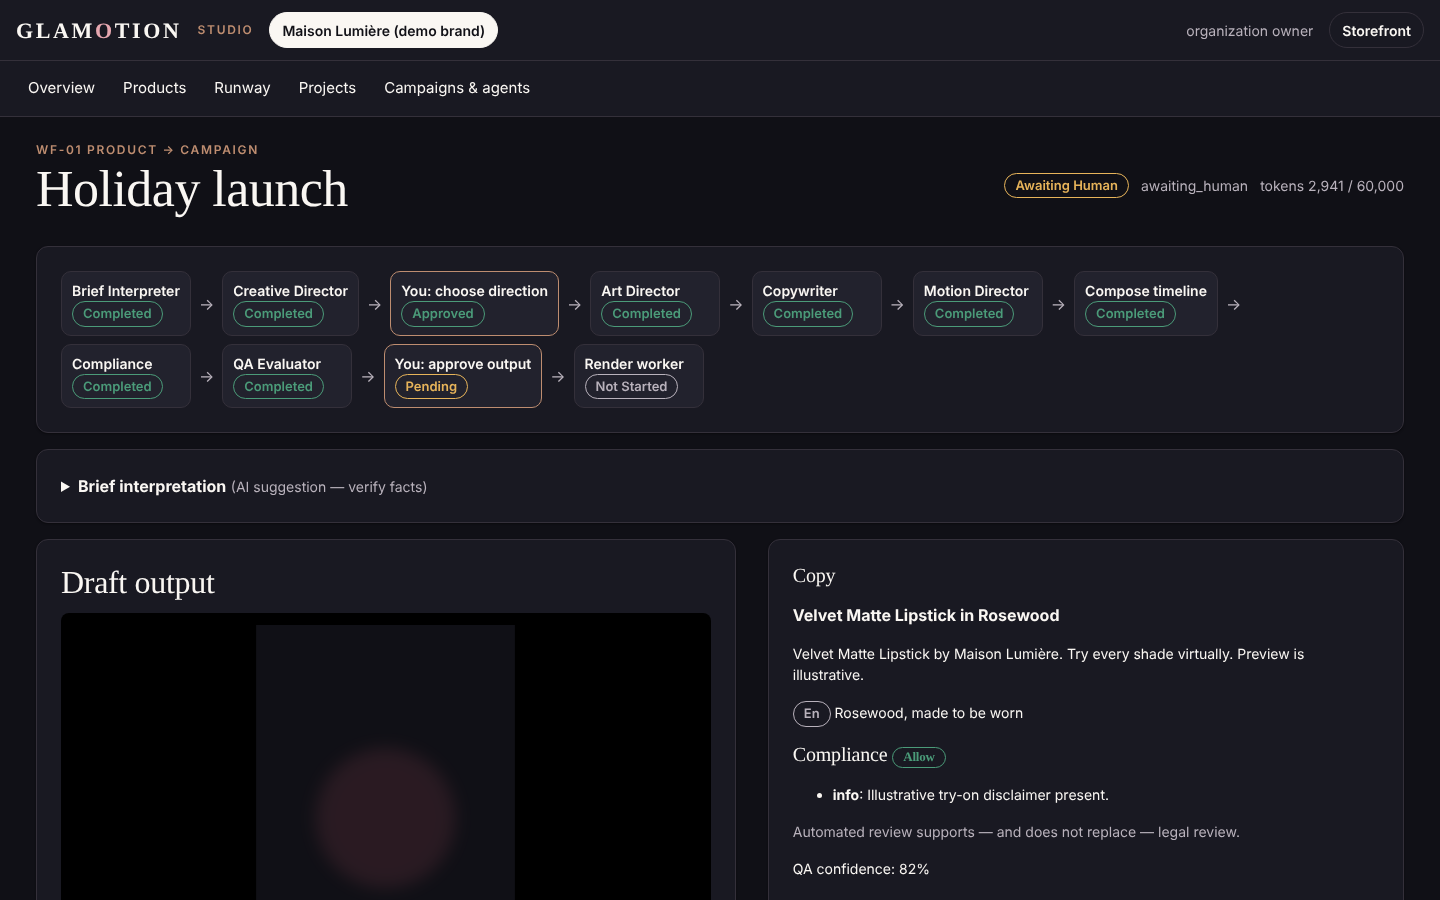 GLAMOTION STUDIO Maison Lumière (demo brand) organization owner Storefront
Overview Products Runway Projects Campaigns & agents
WF-01 PRODUCT → CAMPAIGN
Holiday launch
Awaiting Human awaiting_human tokens 2,941 / 60,000
Brief Interpreter → Creative Director → You: choose direction → Art Director → Copywriter → Motion Director → Compose timeline →
Completed Completed Approved Completed Completed Completed Completed
Compliance → QA Evaluator → You: approve output → Render worker
Completed Completed Pending Not Started
▶ Brief interpretation (AI suggestion — verify facts)
Draft output
Copy
Velvet Matte Lipstick in Rosewood
Velvet Matte Lipstick by Maison Lumière. Try every shade virtually. Preview is
illustrative.
En Rosewood, made to be worn
Compliance Allow
• info: Illustrative try-on disclaimer present.
Automated review supports — and does not replace — legal review.
QA confidence: 82%